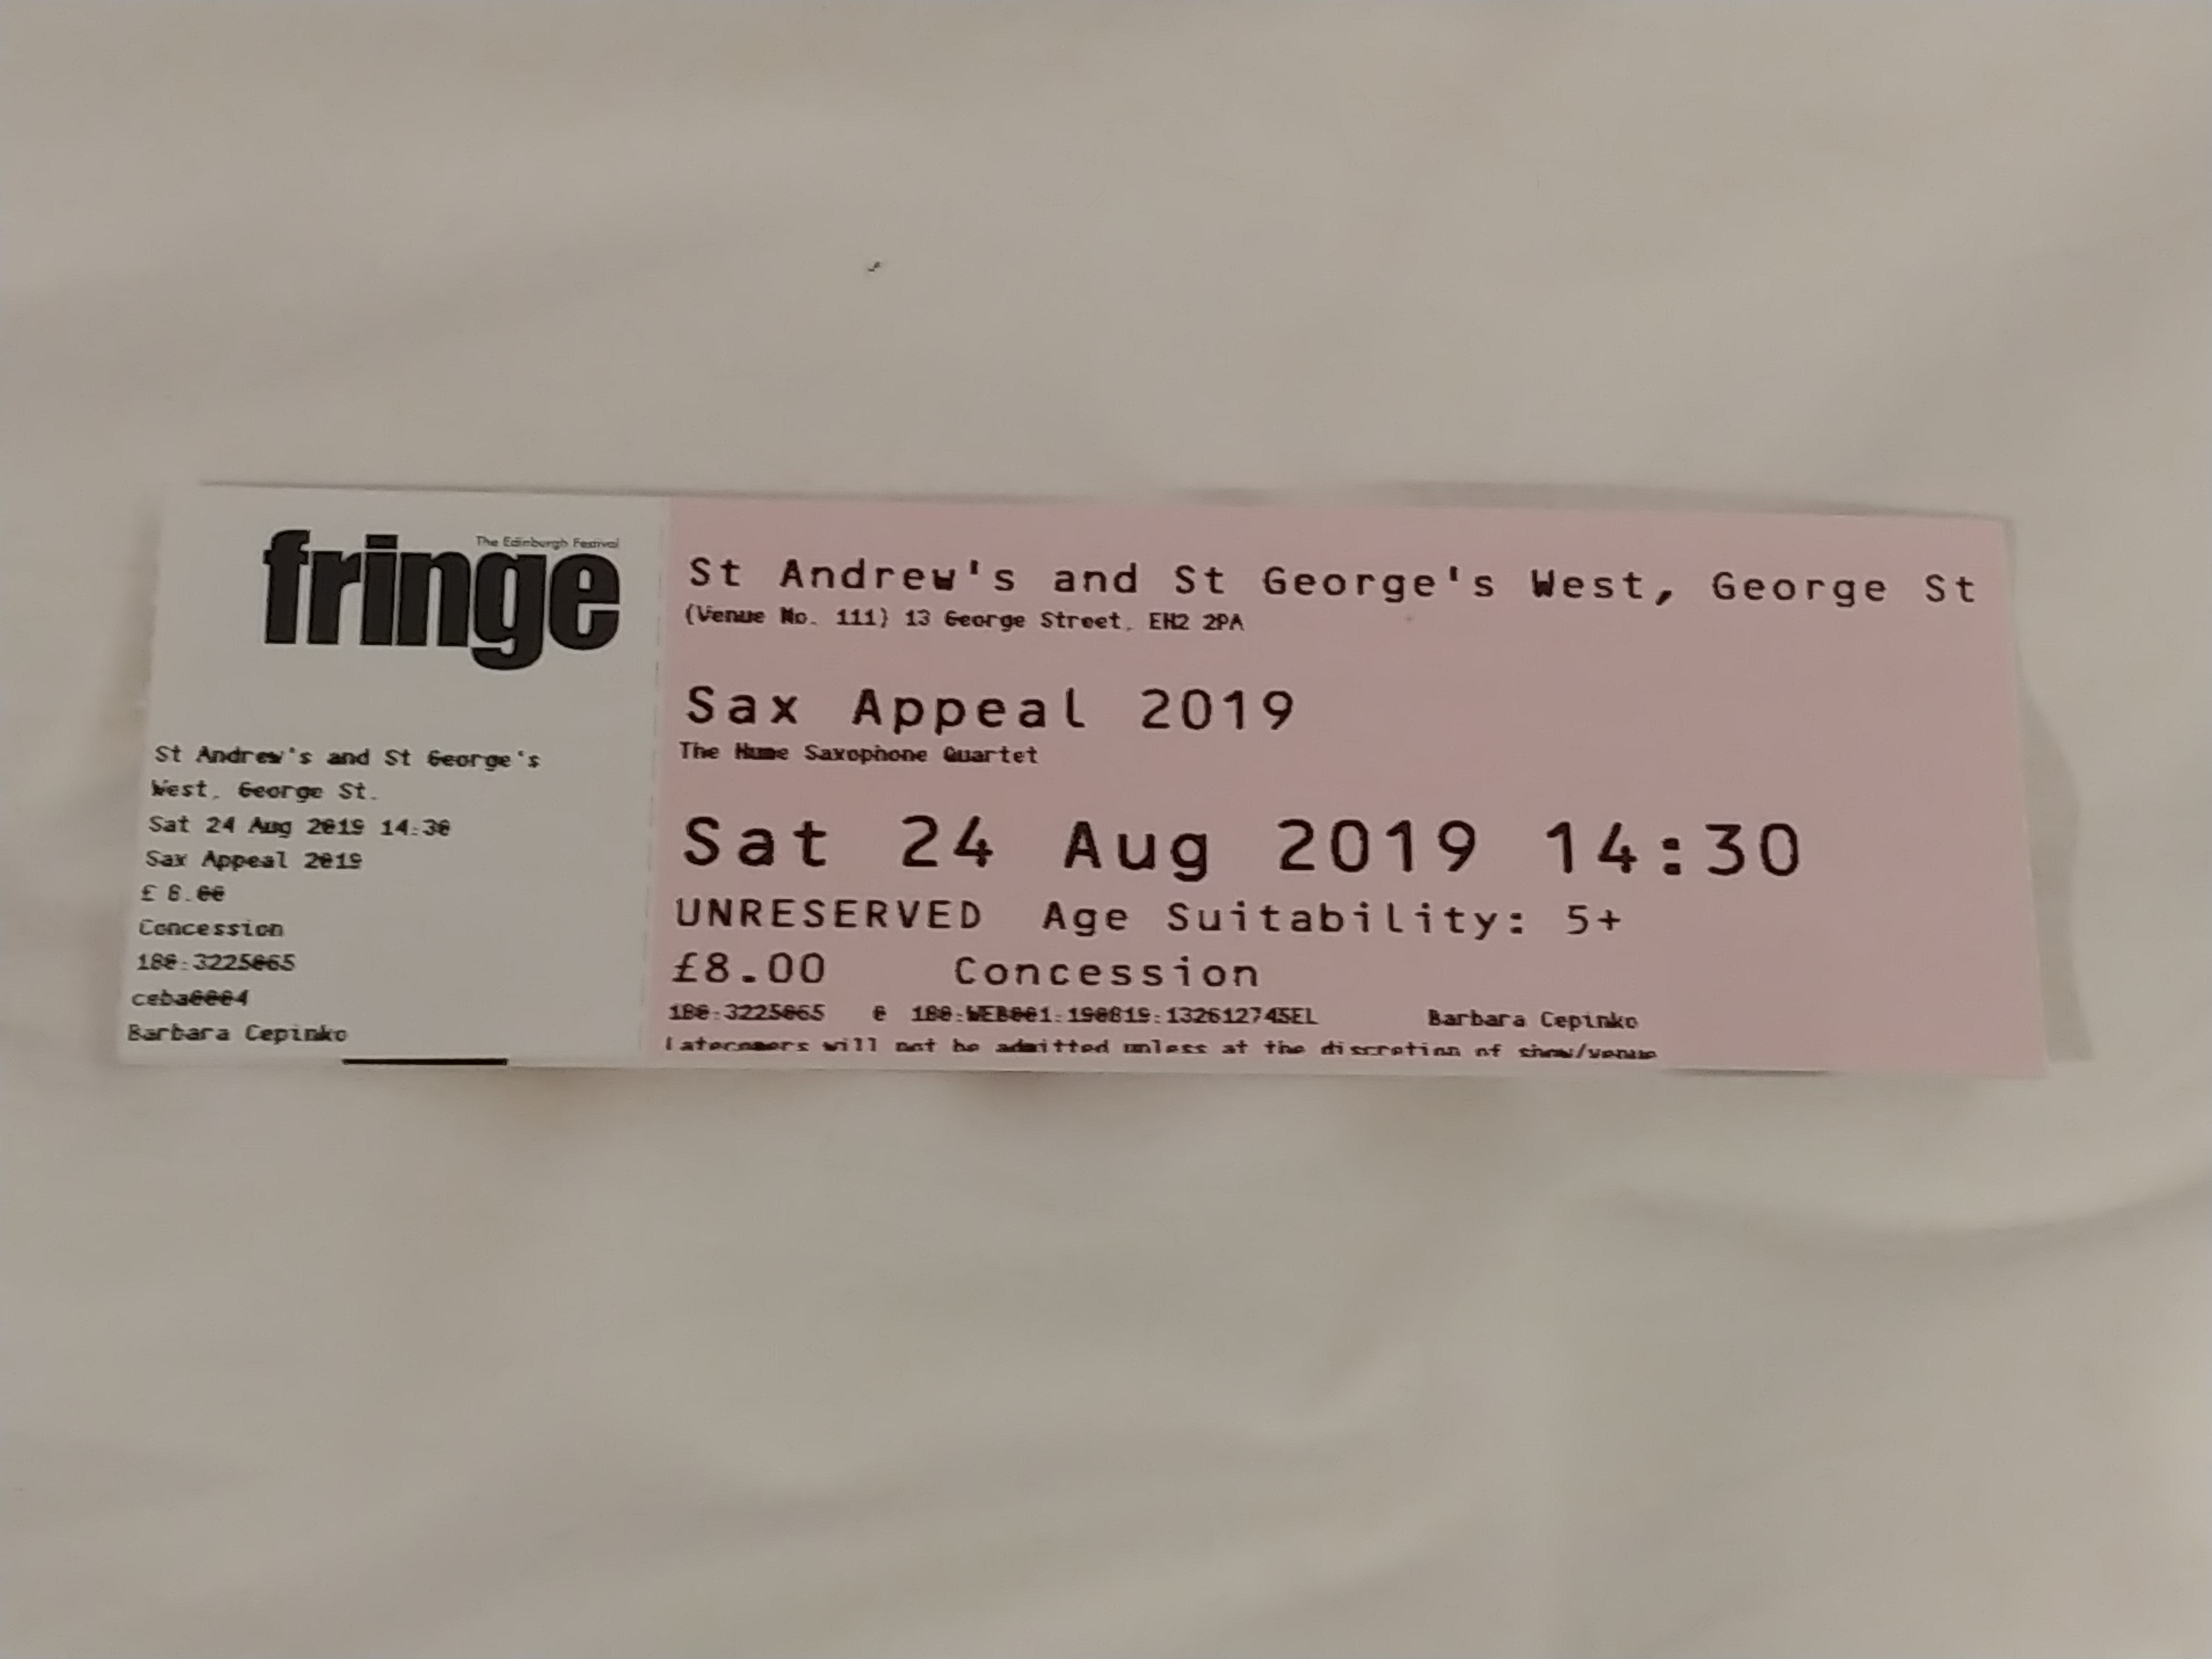 The Edinburgh Festival
fringe
St Andrew's and St George's
West, George St.
Sat 24 Aug 2019 14:30
Sax Appeal 2019
£ 8.00
Concession
180:3225065
ceba0004
Barbara Cepinko
St Andrew's and St George's West, George St
(Venue No. 111) 13 George Street, EH2 2PA
Sax Appeal 2019
The Hume Saxophone Quartet
Sat 24 Aug 2019 14:30
UNRESERVED Age Suitability: 5+
£8.00 Concession
180:3225065 0 180:WEB001:190819:132612745EL Barbara Cepinko
Latecomers will not be admitted unless at the discretion of show/venue